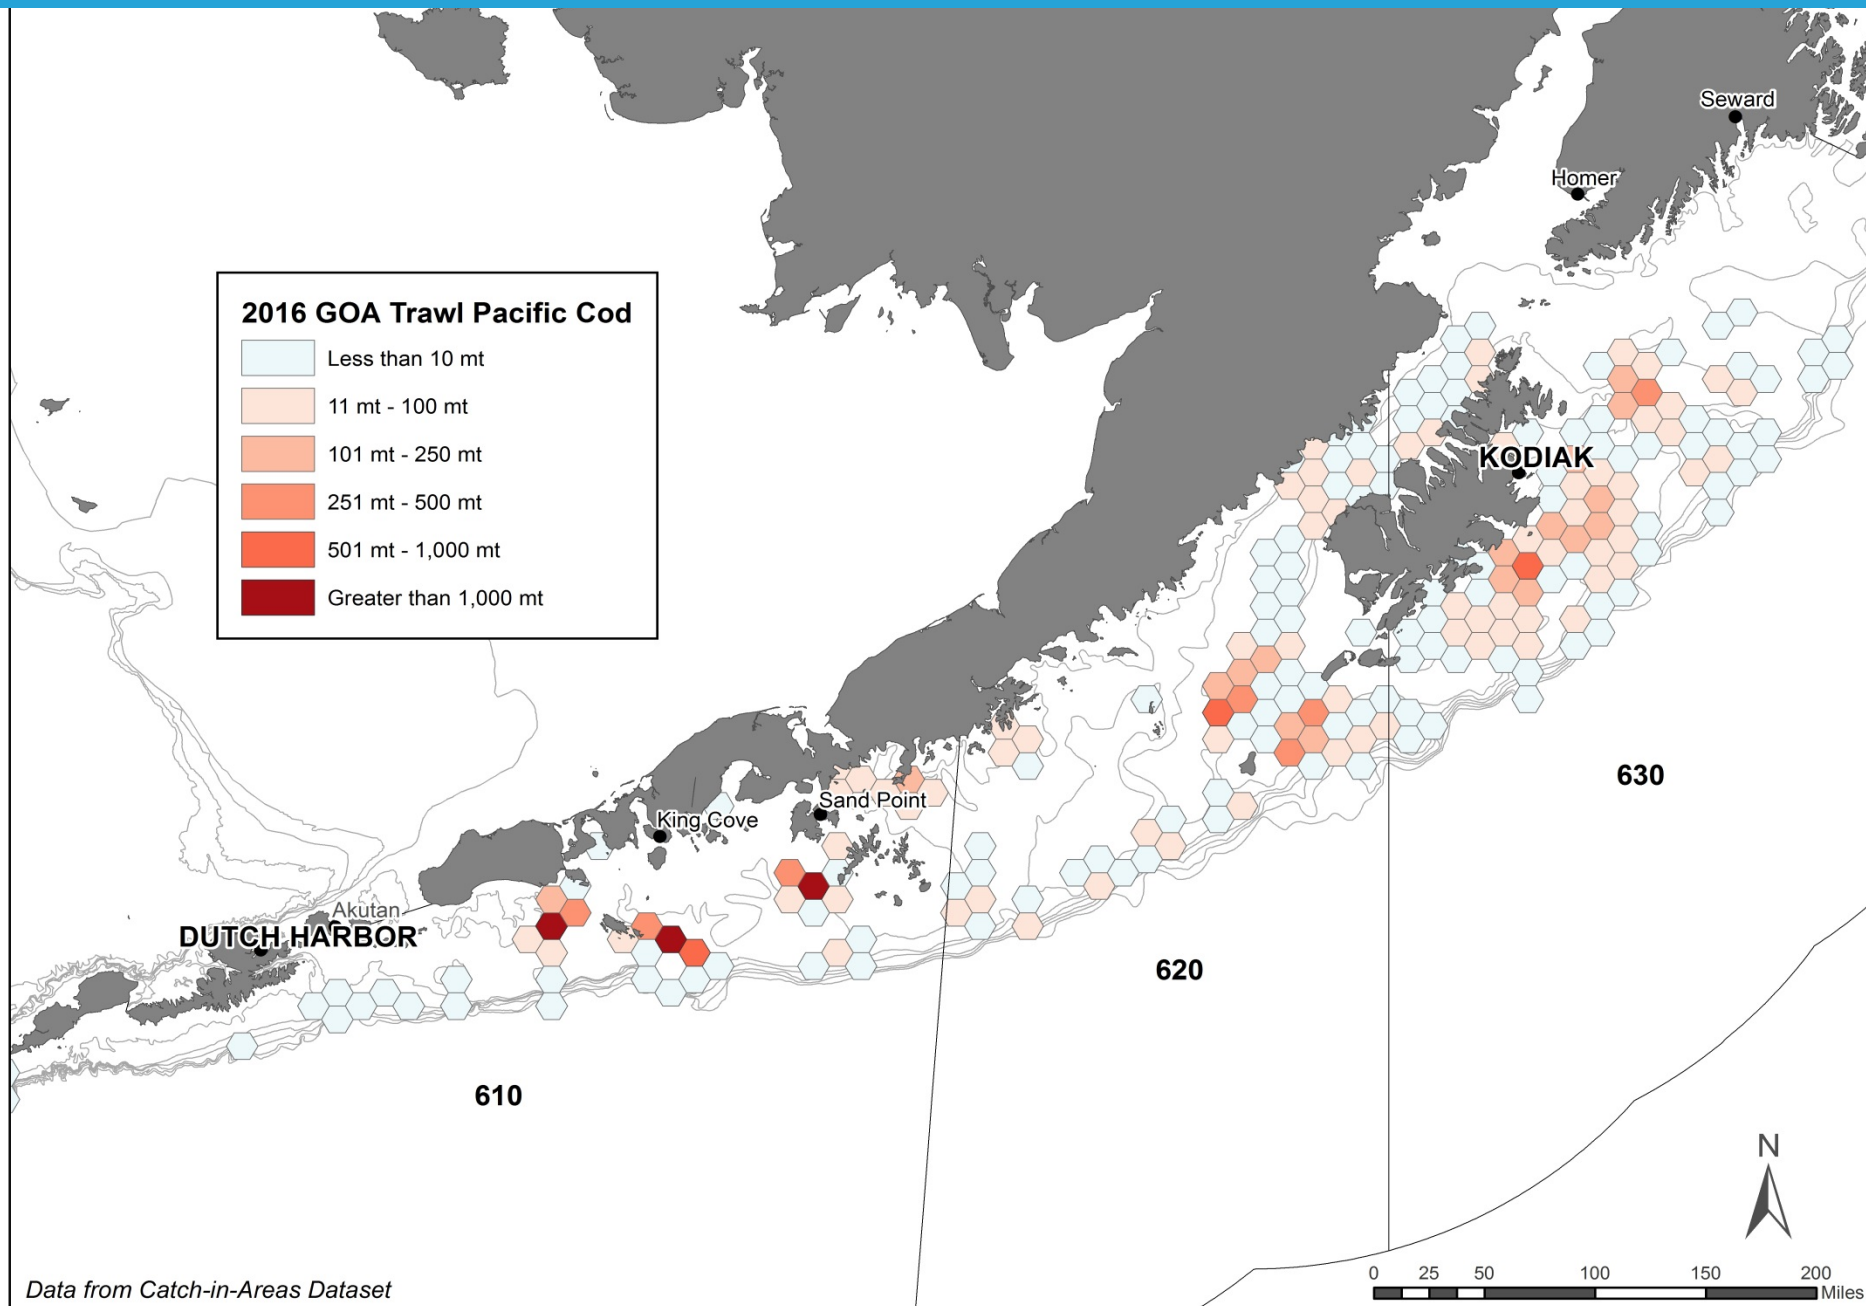 Seward
Homer
2016 GOA Trawl Pacific Cod
Less than 10 mt
11 mt - 100 mt
101 mt - 250 mt
251 mt - 500 mt
501 mt - 1,000 mt
Greater than 1,000 mt
KODIAK
630
Sand Point
King Cove
Akutan
DUTCH HARBOR
620
610
N
0 25 50 100 150 200
Miles
Data from Catch-in-Areas Dataset